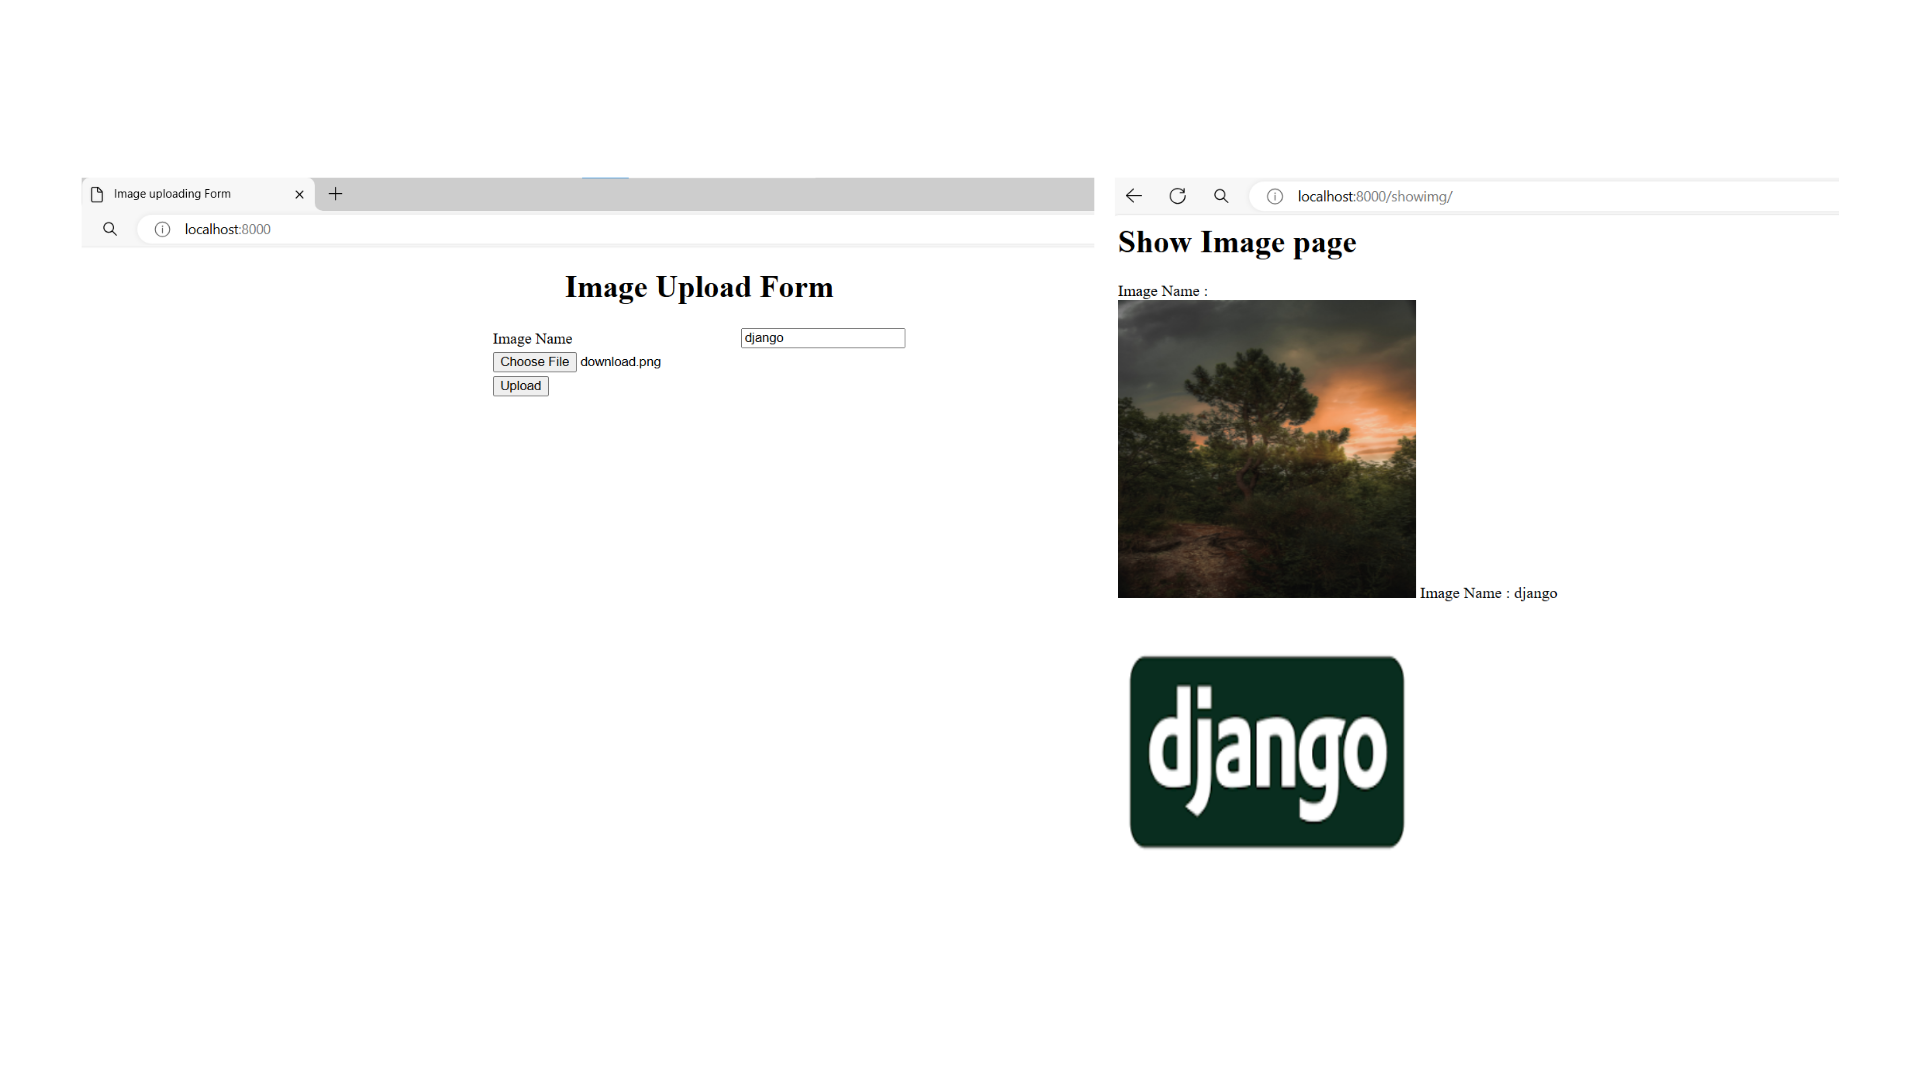 Image uploading Form
localhost:8000
Image Upload Form
Image Name django
Choose File download.png
Upload
localhost:8000/showimg/
Show Image page
Image Name :
Image Name : django
django